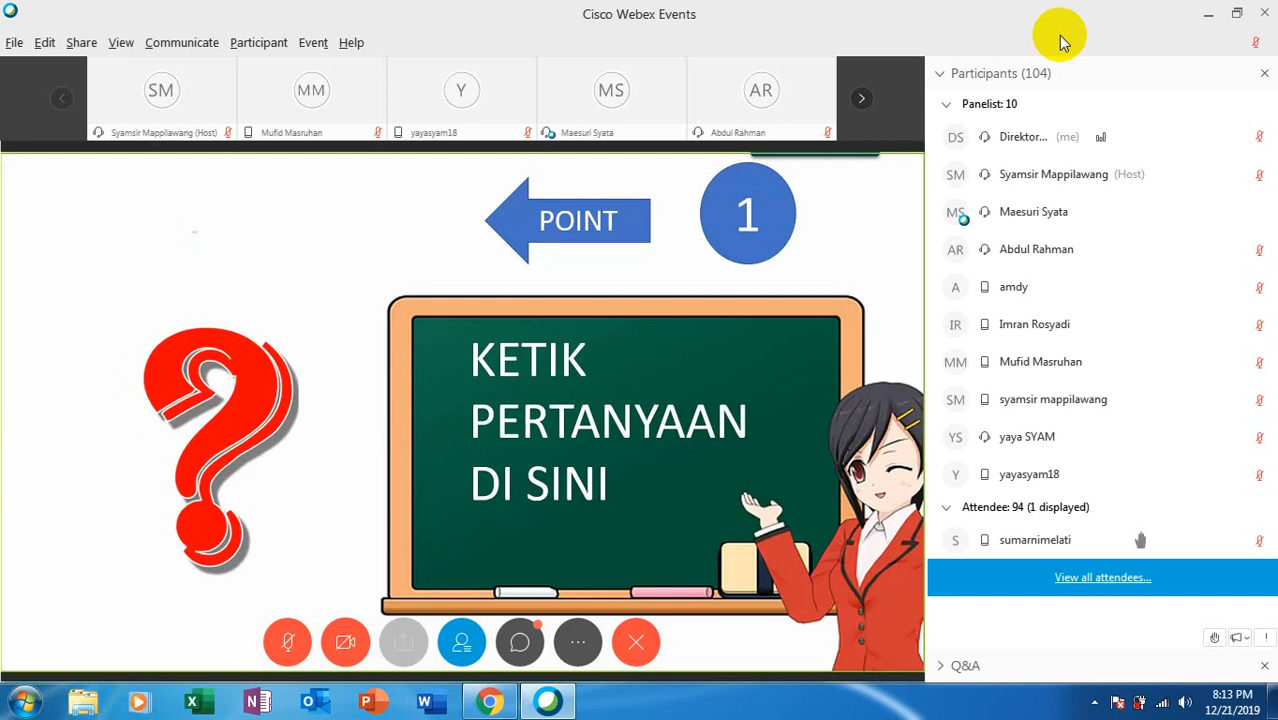 Cisco Webex Events
File Edit Share View Communicate Participant Event Help
SM MM Y MS AR
Syamsir Mappilawang (Host) Mufid Masruhan yayasyam18 Maesuri Syata Abdul Rahman
POINT 1
KETIK
PERTANYAAN
DI SINI
Participants (104)
Panelist: 10
DS Direktor... (me)
SM Syamsir Mappilawang (Host)
MS Maesuri Syata
AR Abdul Rahman
A amdy
IR Imran Rosyadi
MM Mufid Masruhan
SM syamsir mappilawang
YS yaya SYAM
Y yayasyam18
Attendee: 94 (1 displayed)
S sumarnimelati
View all attendees...
Q&A
8:13 PM
12/21/2019